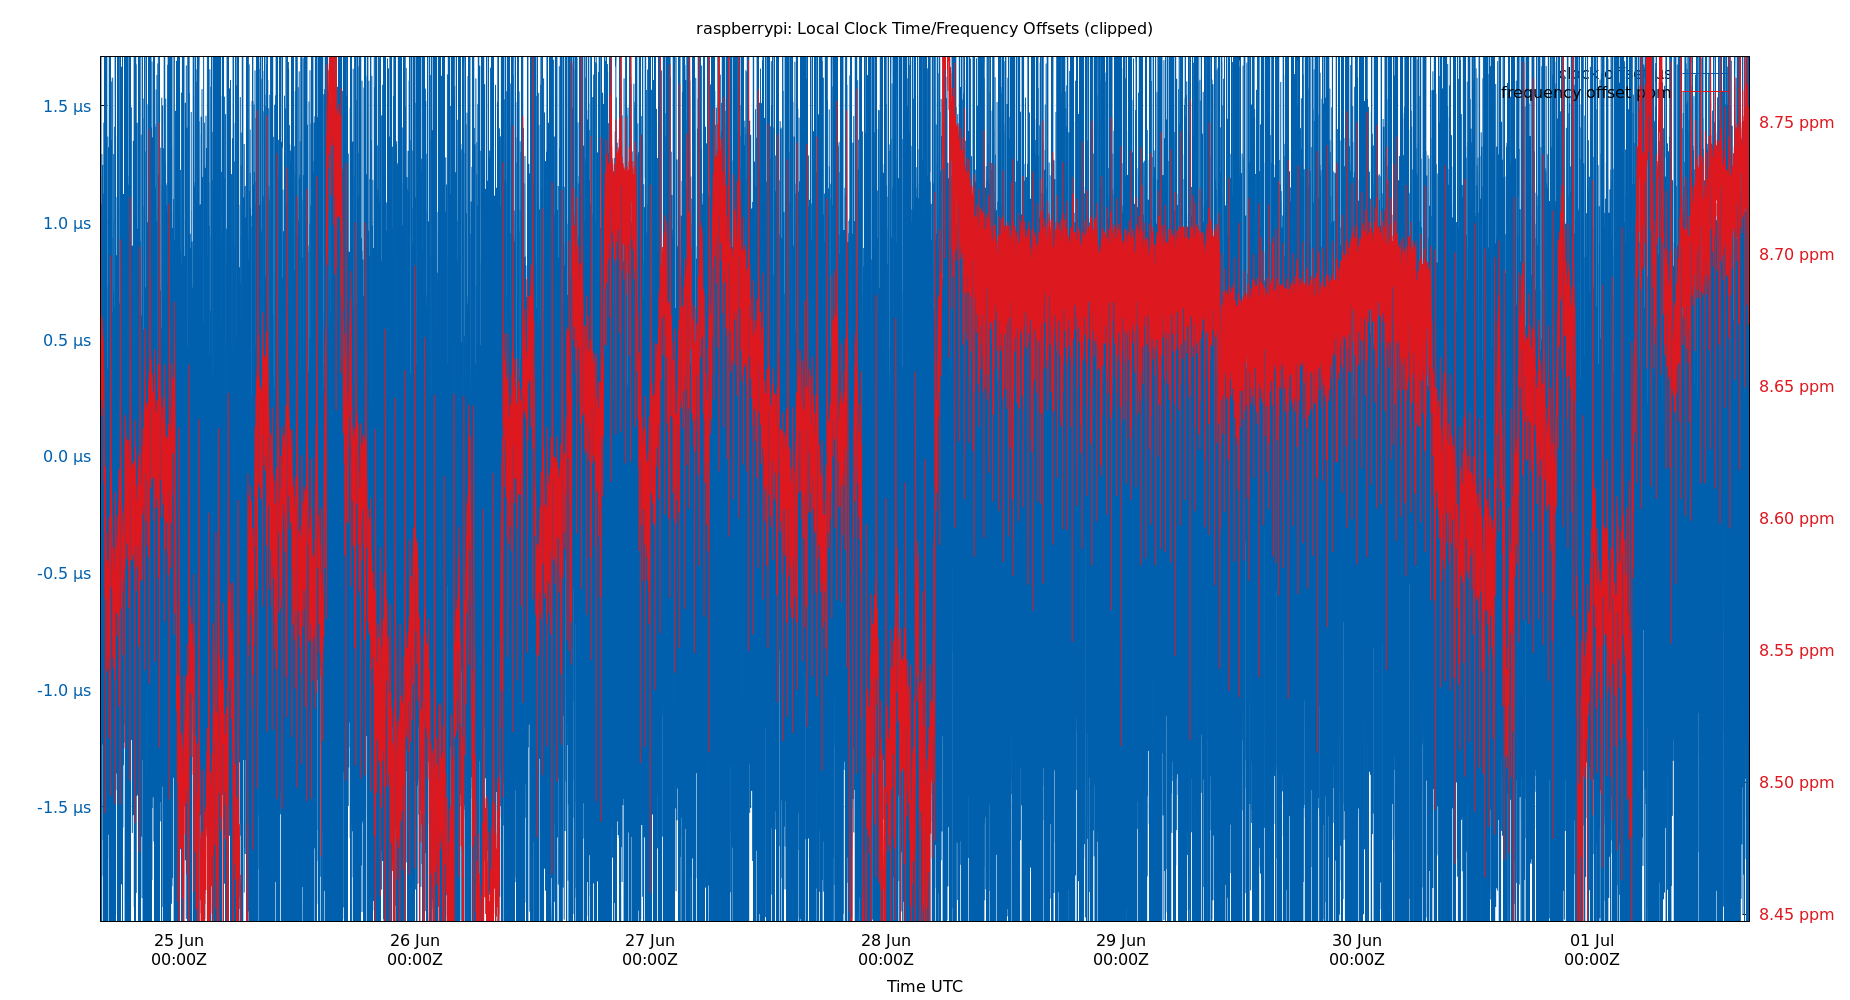 raspberrypi: Local Clock Time/Frequency Offsets (clipped)
clock offset µs
frequency offset ppm
1.5 µs
1.0 µs
0.5 µs
0.0 µs
-0.5 µs
-1.0 µs
-1.5 µs
8.75 ppm
8.70 ppm
8.65 ppm
8.60 ppm
8.55 ppm
8.50 ppm
8.45 ppm
25 Jun 26 Jun 27 Jun 28 Jun 29 Jun 30 Jun 01 Jul
00:00Z 00:00Z 00:00Z 00:00Z 00:00Z 00:00Z 00:00Z
Time UTC